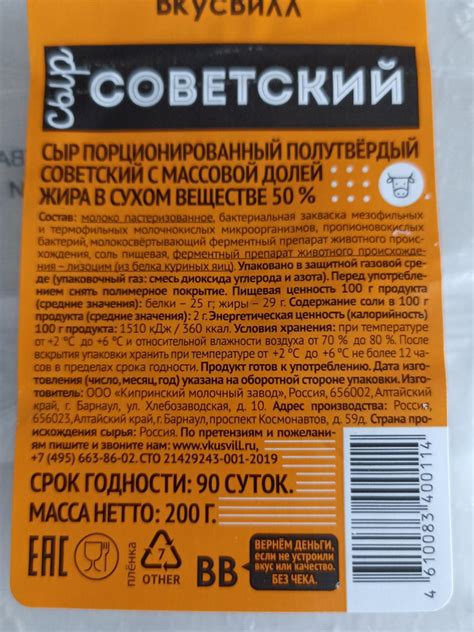 ВКУСВИЛЛ
сыр СОВЕТСКИЙ
СЫР ПОРЦИОНИРОВАННЫЙ ПОЛУТВЁРДЫЙ
СОВЕТСКИЙ С МАССОВОЙ ДОЛЕЙ
ЖИРА В СУХОМ ВЕЩЕСТВЕ 50 %
Состав: молоко пастеризованное, бактериальная закваска мезофильных
и термофильных молочнокислых микроорганизмов, пропионовокислых
бактерий, молокосвёртывающий ферментный препарат животного проис-
хождения, соль пищевая, ферментный препарат животного происхожде-
ния – лизоцим (из белка куриных яиц). Упаковано в защитной газовой сре-
де (упаковочный газ: смесь диоксида углерода и азота). Перед употребле-
нием снять полимерное покрытие. Пищевая ценность 100 г продукта
(средние значения): белки – 25 г; жиры – 29 г. Содержание соли в 100 г
продукта (средние значения): 2 г. Энергетическая ценность (калорийность)
100 г продукта: 1510 кДж / 360 ккал. Условия хранения: при температуре
от +2 °С до +6 °С и относительной влажности воздуха от 70 % до 80 %. После
вскрытия упаковки хранить при температуре от +2 °С до +6 °С не более 12 часов
в пределах срока годности. Продукт готов к употреблению. Дата изго-
товления (число, месяц, год) указана на оборотной стороне упаковки. Изго-
товитель: ООО «Кипринский молочный завод», Россия, 656002, Алтайский
край, г. Барнаул, ул. Хлебозаводская, д. 10. Адрес производства: Россия,
656023, Алтайский край, г. Барнаул, проспект Космонавтов, д. 59д. Страна про-
исхождения сырья: Россия. По претензиям и пожелани-
ям пишите и звоните нам: www.vkusvill.ru,
+7 (495) 663-86-02. СТО 21429243-001-2019
СРОК ГОДНОСТИ: 90 СУТОК.
МАССА НЕТТО: 200 Г.
4 610083 400114
EAC
плёнка
7
OTHER
ВВ
ВЕРНЁМ ДЕНЬГИ,
если не устроили
вкус или качество.
БЕЗ ЧЕКА.